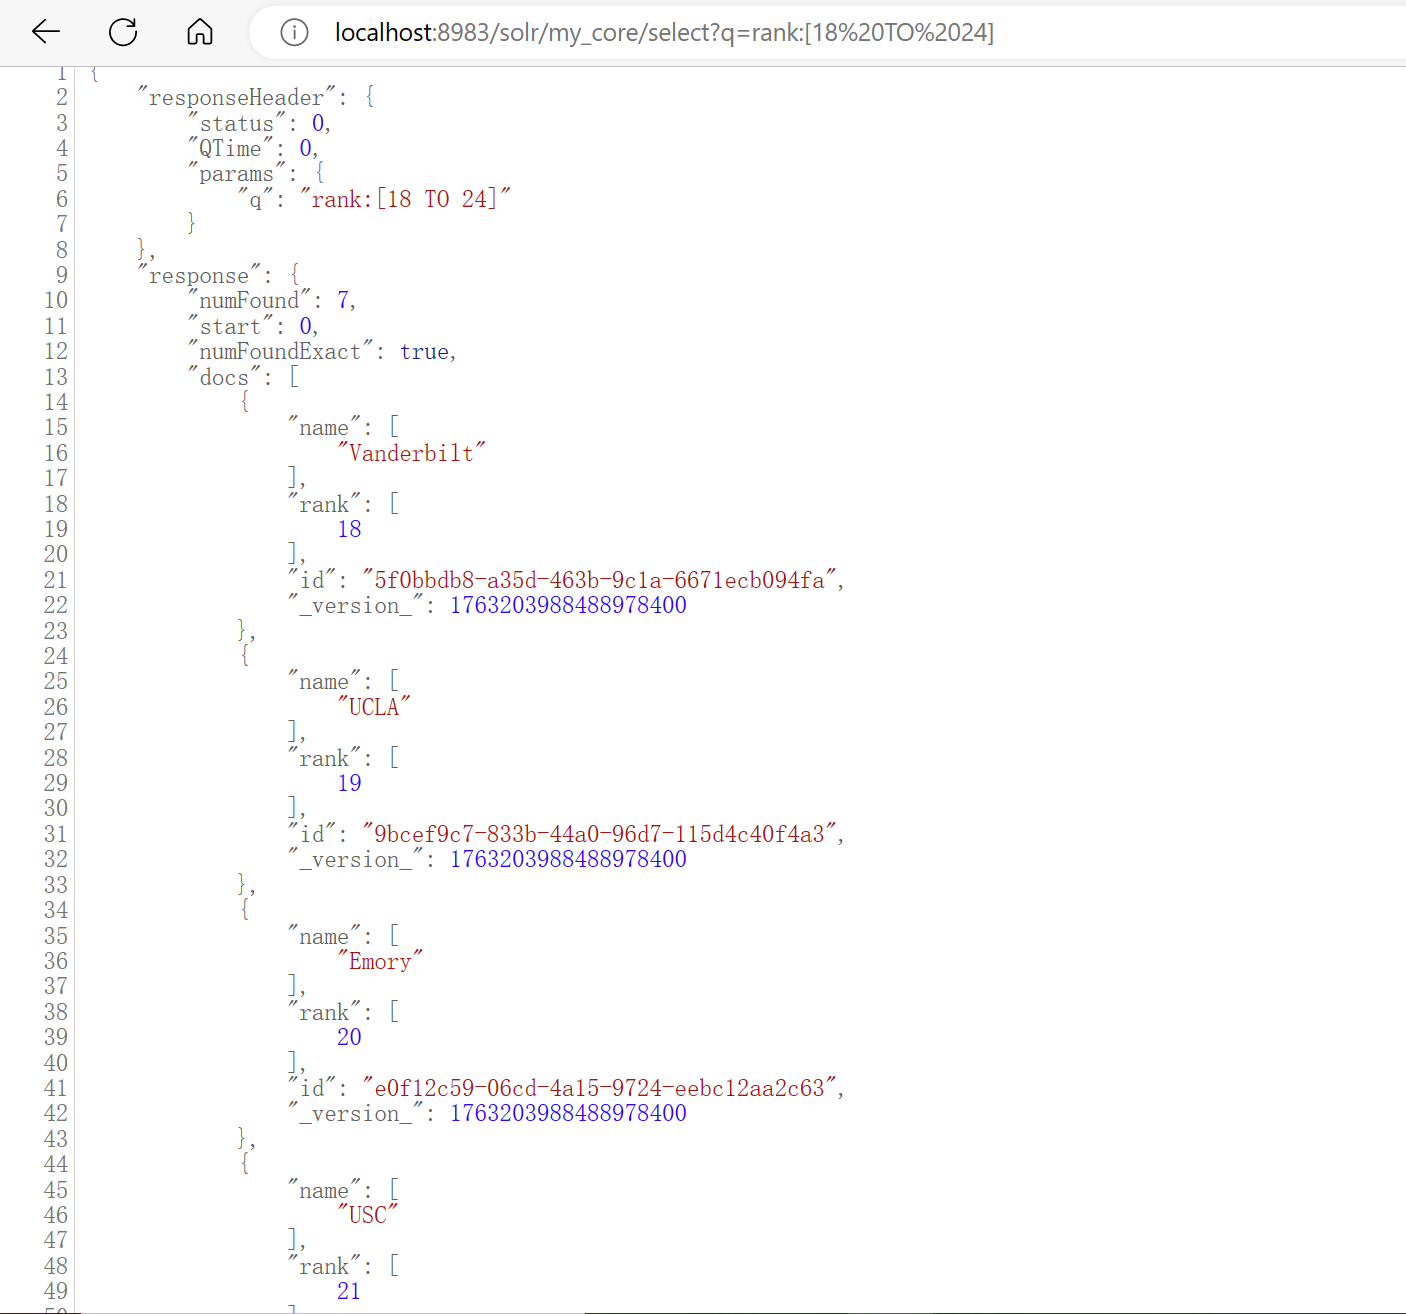 localhost:8983/solr/my_core/select?q=rank:[18%20TO%2024]
1 {
2 "responseHeader": {
3 "status": 0,
4 "QTime": 0,
5 "params": {
6 "q": "rank:[18 TO 24]"
7 }
8 },
9 "response": {
10 "numFound": 7,
11 "start": 0,
12 "numFoundExact": true,
13 "docs": [
14 {
15 "name": [
16 "Vanderbilt"
17 ],
18 "rank": [
19 18
20 ],
21 "id": "5f0bbdb8-a35d-463b-9c1a-6671ecb094fa",
22 "_version_": 1763203988488978400
23 },
24 {
25 "name": [
26 "UCLA"
27 ],
28 "rank": [
29 19
30 ],
31 "id": "9bcef9c7-833b-44a0-96d7-115d4c40f4a3",
32 "_version_": 1763203988488978400
33 },
34 {
35 "name": [
36 "Emory"
37 ],
38 "rank": [
39 20
40 ],
41 "id": "e0f12c59-06cd-4a15-9724-eebc12aa2c63",
42 "_version_": 1763203988488978400
43 },
44 {
45 "name": [
46 "USC"
47 ],
48 "rank": [
49 21